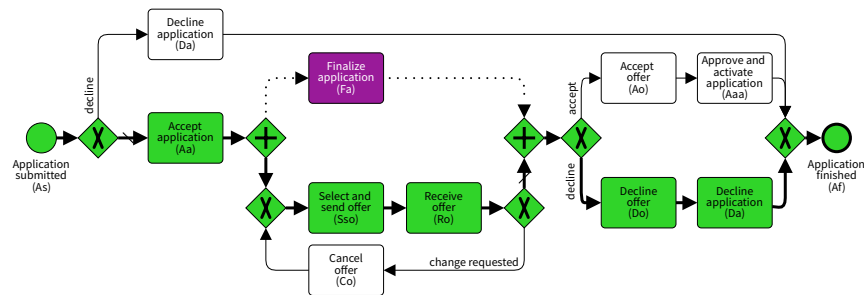 Decline
application
(Da)
decline
Finalize
application
(Fa)
Accept
offer
(Ao)
Approve and
activate
application
(Aaa)
accept
Accept
application
(Aa)
Application
submitted
(As)
Application
finished
(Af)
decline
Select and
send offer
(Sso)
Receive
offer
(Ro)
Decline
offer
(Do)
Decline
application
(Da)
Cancel
offer
(Co)
change requested